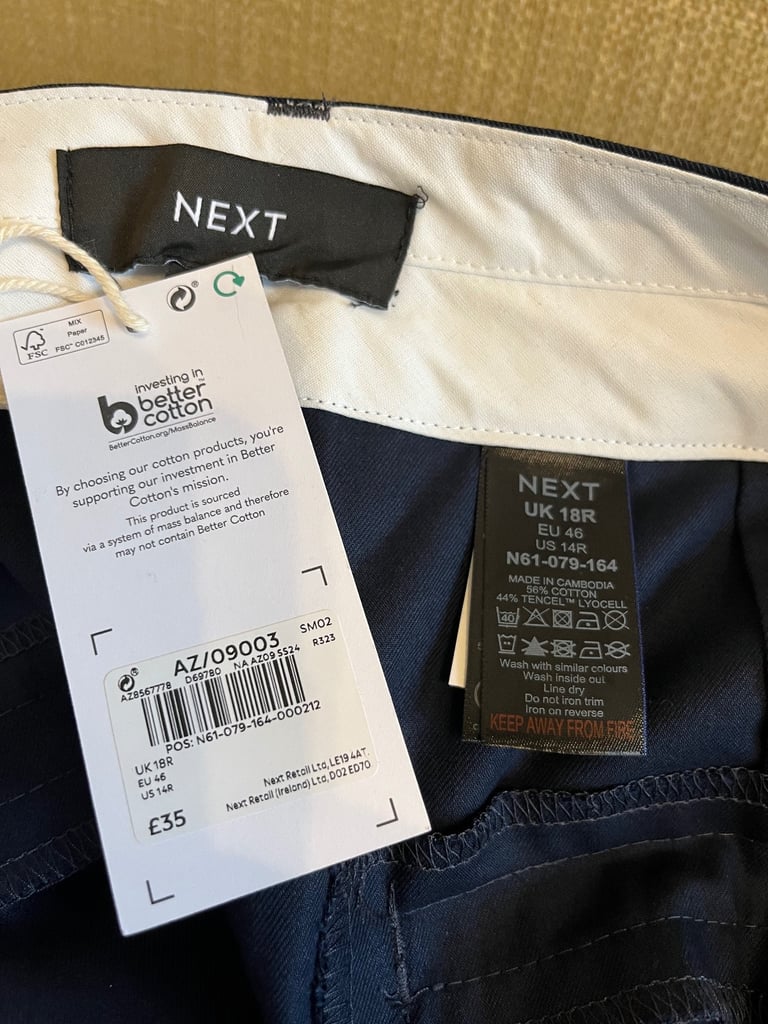 NEXT
MIX
Paper
FSC
FSC™ C012345
investing in
better
cotton™
BetterCotton.org/MassBalance
By choosing our cotton products, you're
supporting our investment in Better
Cotton's mission.
This product is sourced
via a system of mass balance and therefore
may not contain Better Cotton
AZ/09003
SM02
AZ8567778 D69780 NA AZ09 5524 R323
POS: N61-079-164-000212
UK 18R
EU 46
US 14R
Next Retail Ltd, LE19 4AT.
Next Retail (Ireland) Ltd, D02 ED70
£35
NEXT
UK 18R
EU 46
US 14R
N61-079-164
MADE IN CAMBODIA
56% COTTON
44% TENCEL™ LYOCELL
40
Wash with similar colours
Wash inside out
Line dry
Do not iron trim
Iron on reverse
KEEP AWAY FROM FIRE